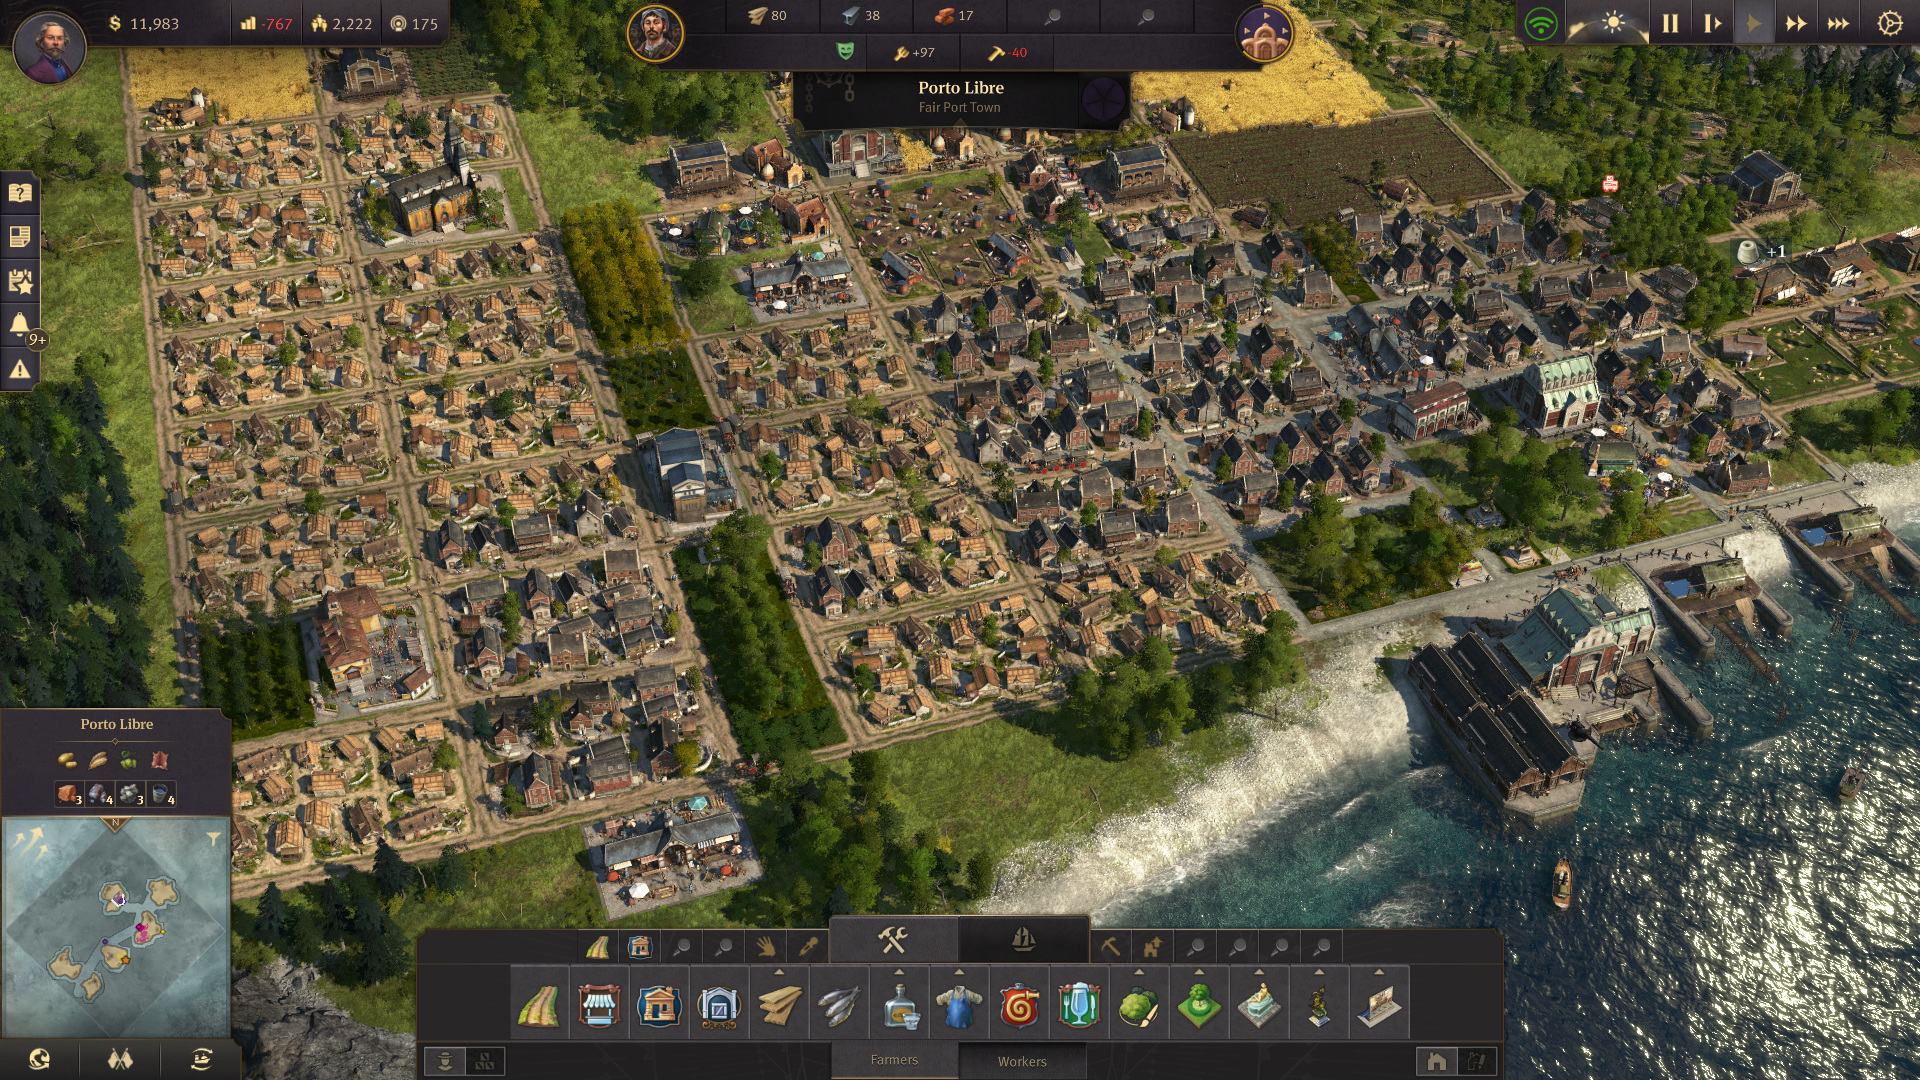 $ 11,983 -767 2,222 175
80 38 17
+97 -40
Porto Libre
Fair Port Town
+1
9+
Porto Libre
3 4 3 4
N
Farmers Workers